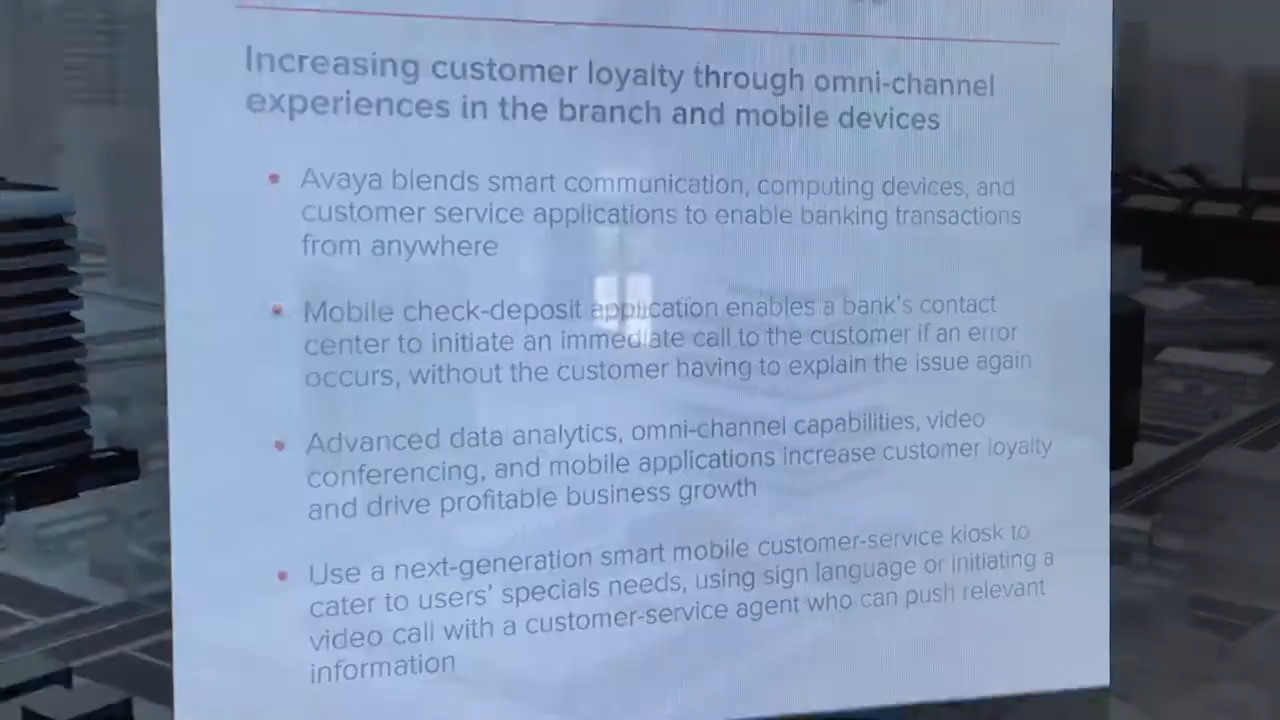 Increasing customer loyalty through omni-channel
experiences in the branch and mobile devices
• Avaya blends smart communication, computing devices, and
customer service applications to enable banking transactions
from anywhere
• Mobile check-deposit application enables a bank's contact
center to initiate an immediate call to the customer if an error
occurs, without the customer having to explain the issue again
• Advanced data analytics, omni-channel capabilities, video
conferencing, and mobile applications increase customer loyalty
and drive profitable business growth
• Use a next-generation smart mobile customer-service kiosk to
cater to users' specials needs, using sign language or initiating a
video call with a customer-service agent who can push relevant
information